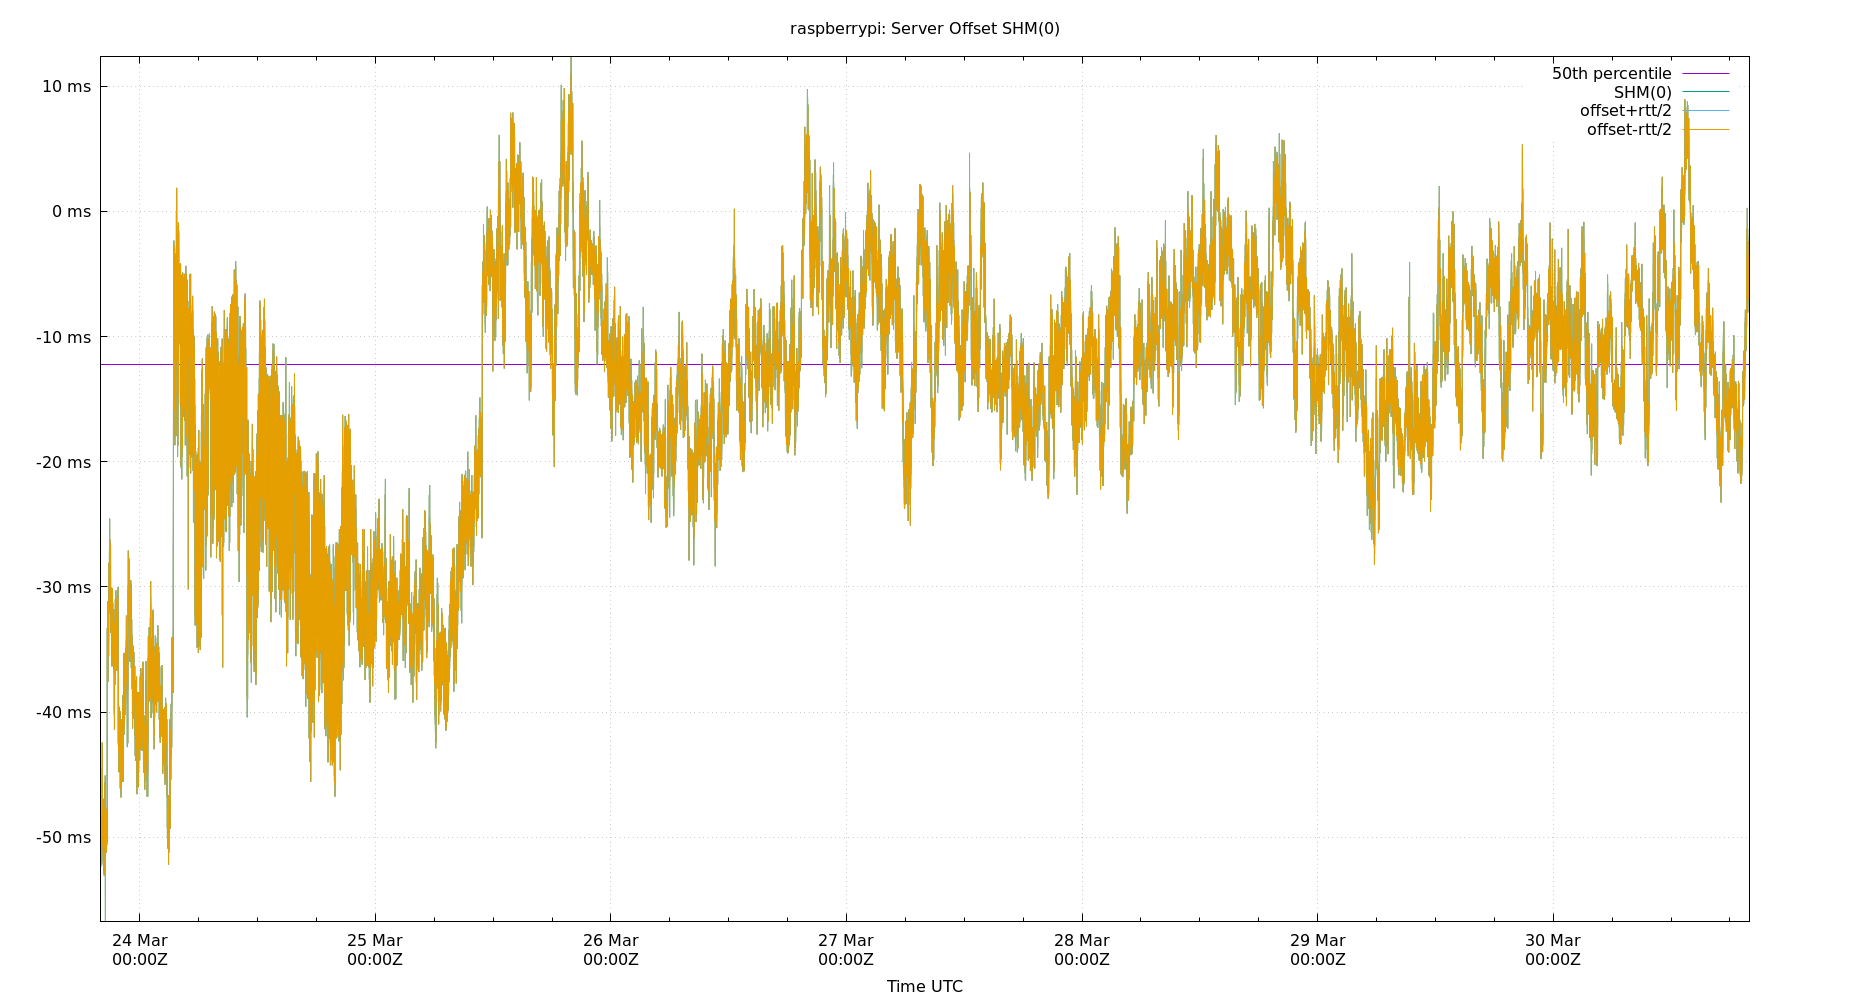 raspberrypi: Server Offset SHM(0)
50th percentile
SHM(0)
offset+rtt/2
offset-rtt/2
10 ms
0 ms
-10 ms
-20 ms
-30 ms
-40 ms
-50 ms
24 Mar 25 Mar 26 Mar 27 Mar 28 Mar 29 Mar 30 Mar
00:00Z 00:00Z 00:00Z 00:00Z 00:00Z 00:00Z 00:00Z
Time UTC